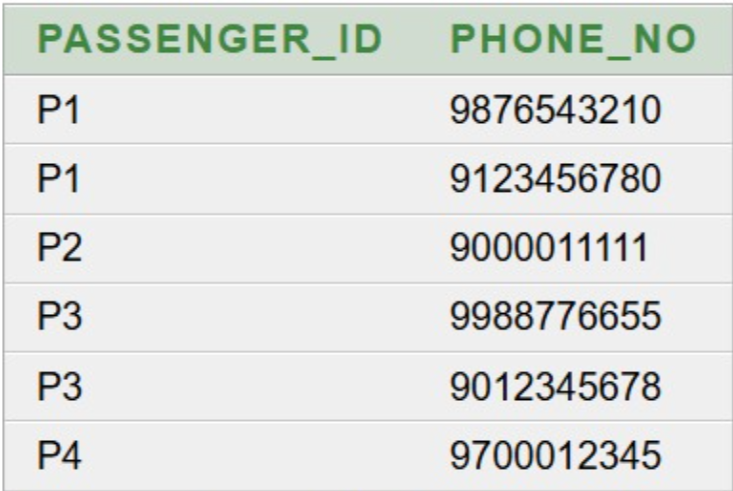 PASSENGER_ID PHONE_NO
P1 9876543210
P1 9123456780
P2 9000011111
P3 9988776655
P3 9012345678
P4 9700012345